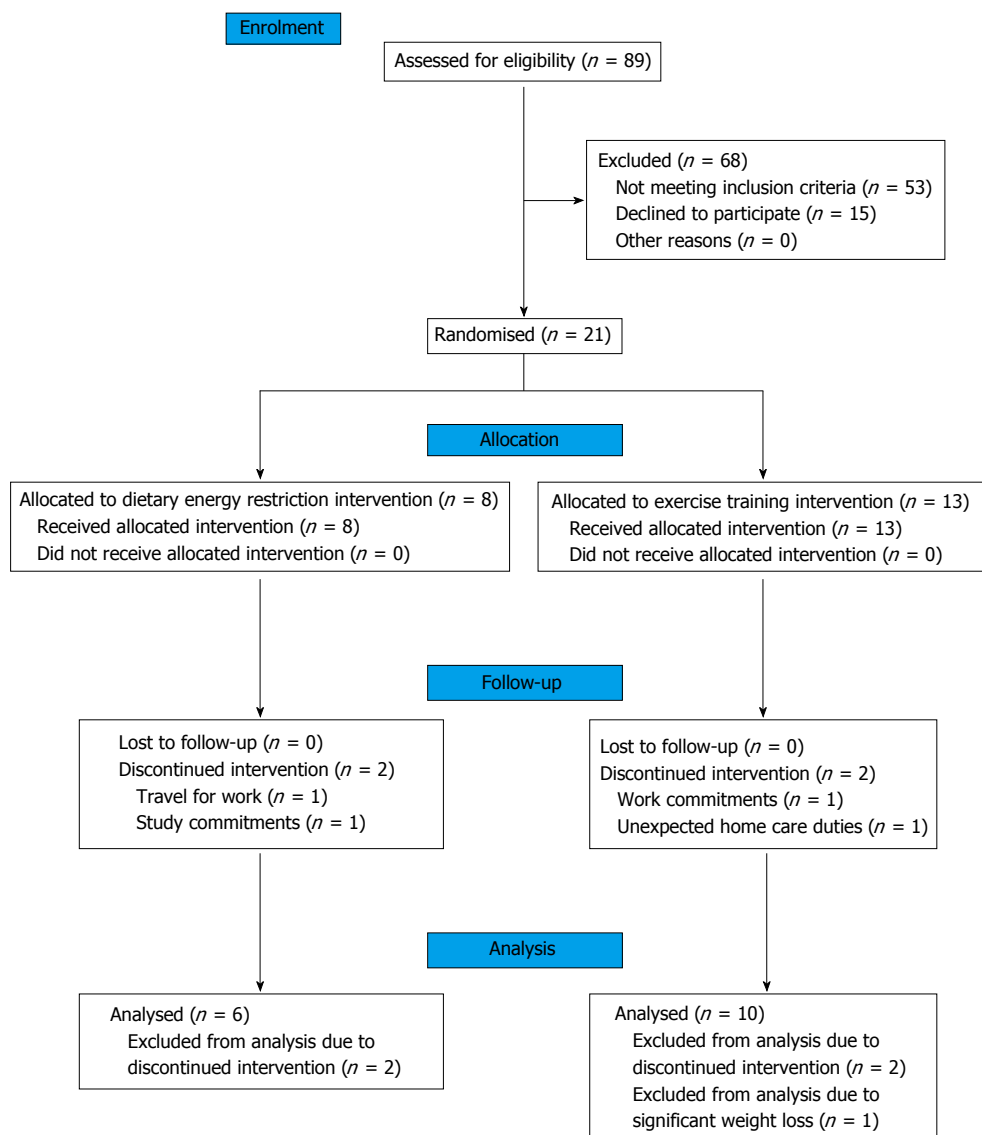 Enrolment
Assessed for eligibility (n = 89)
Excluded (n = 68)
Not meeting inclusion criteria (n = 53)
Declined to participate (n = 15)
Other reasons (n = 0)
Randomised (n = 21)
Allocation
Allocated to dietary energy restriction intervention (n = 8)
Received allocated intervention (n = 8)
Did not receive allocated intervention (n = 0)
Allocated to exercise training intervention (n = 13)
Received allocated intervention (n = 13)
Did not receive allocated intervention (n = 0)
Follow-up
Lost to follow-up (n = 0)
Discontinued intervention (n = 2)
Travel for work (n = 1)
Study commitments (n = 1)
Lost to follow-up (n = 0)
Discontinued intervention (n = 2)
Work commitments (n = 1)
Unexpected home care duties (n = 1)
Analysis
Analysed (n = 6)
Excluded from analysis due to
discontinued intervention (n = 2)
Analysed (n = 10)
Excluded from analysis due to
discontinued intervention (n = 2)
Excluded from analysis due to
significant weight loss (n = 1)